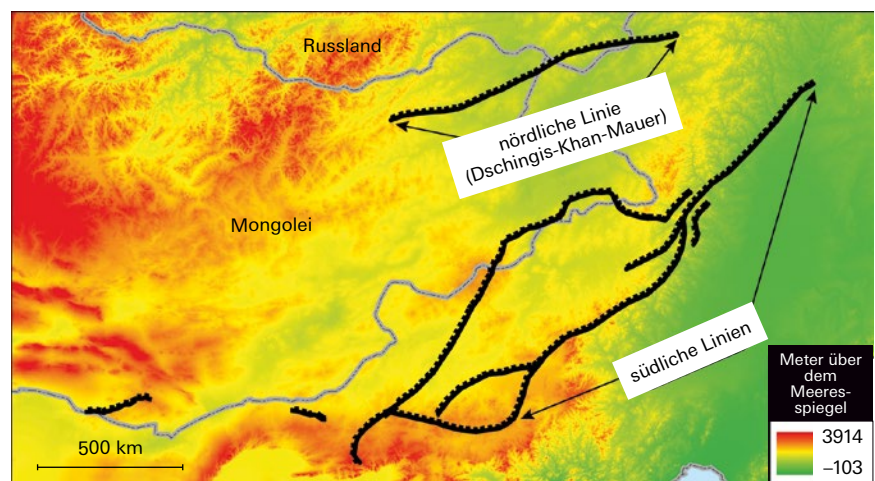 Russland
nördliche Linie
(Dschingis-Khan-Mauer)
Mongolei
südliche Linien
500 km
Meter über
dem
Meeres-
spiegel
3914
–103